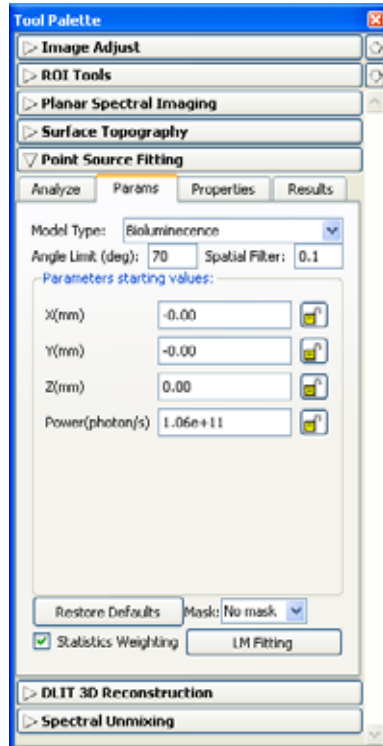 Tool Palette
Image Adjust
ROI Tools
Planar Spectral Imaging
Surface Topography
Point Source Fitting
Analyze Params Properties Results
Model Type: Bioluminecence
Angle Limit (deg): 70 Spatial Filter: 0.1
Parameters starting values:
X(mm) -0.00
Y(mm) -0.00
Z(mm) 0.00
Power(photon/s) 1.06e+11
Restore Defaults Mask: No mask
Statistics Weighting LM Fitting
DLIT 3D Reconstruction
Spectral Unmixing